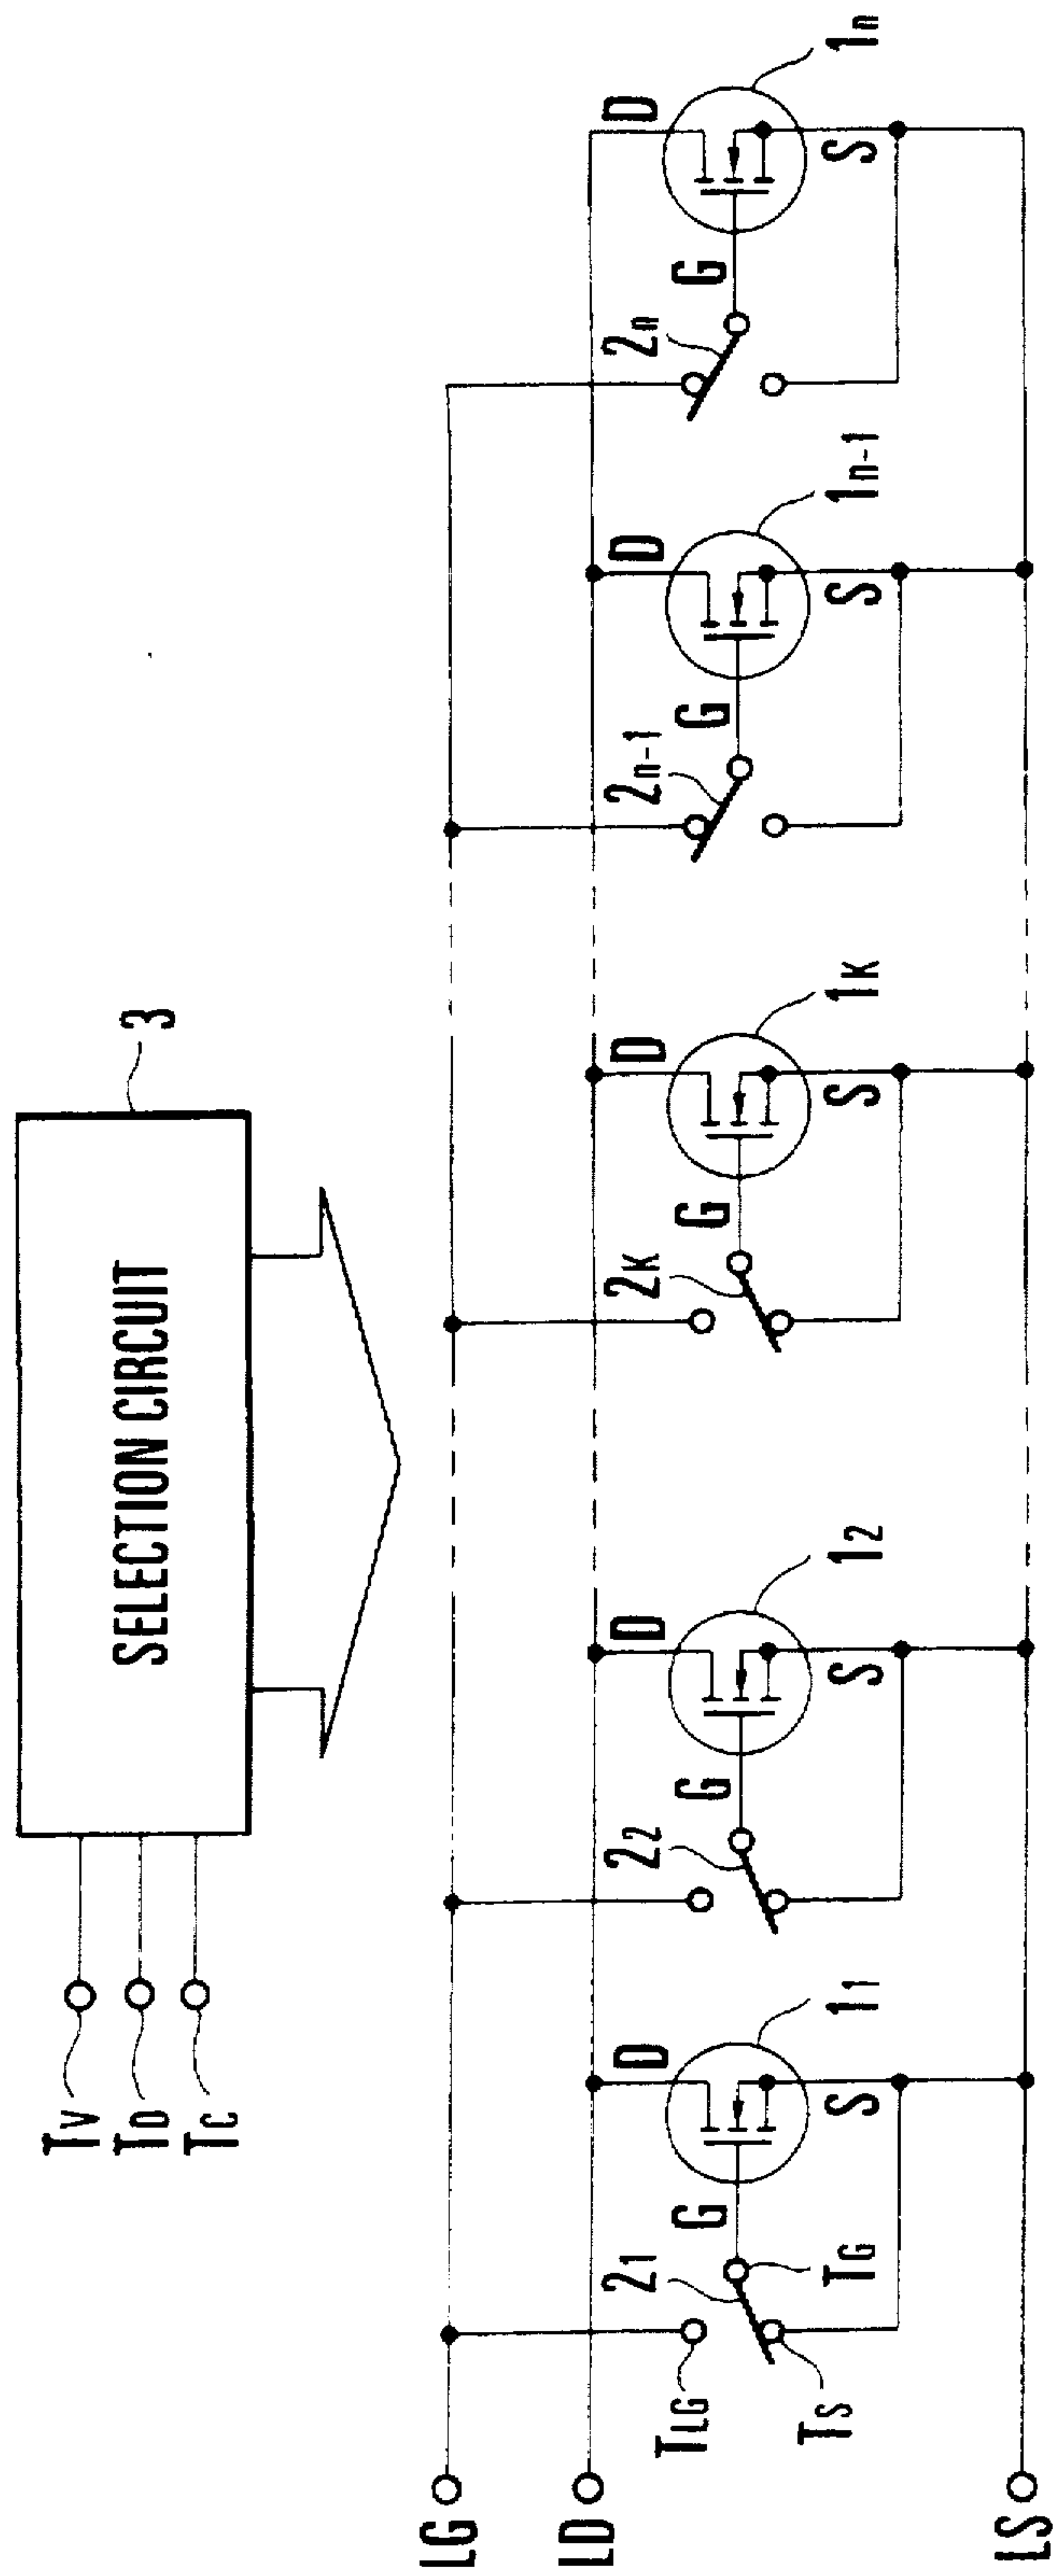 SELECTION CIRCUIT
3
TV
TD
TC
LG
LD
LS
TLG
TS
TG
21
G
D
S
11
22
G
D
S
12
2K
G
D
S
1K
2n-1
G
D
S
1n-1
2n
G
D
S
1n